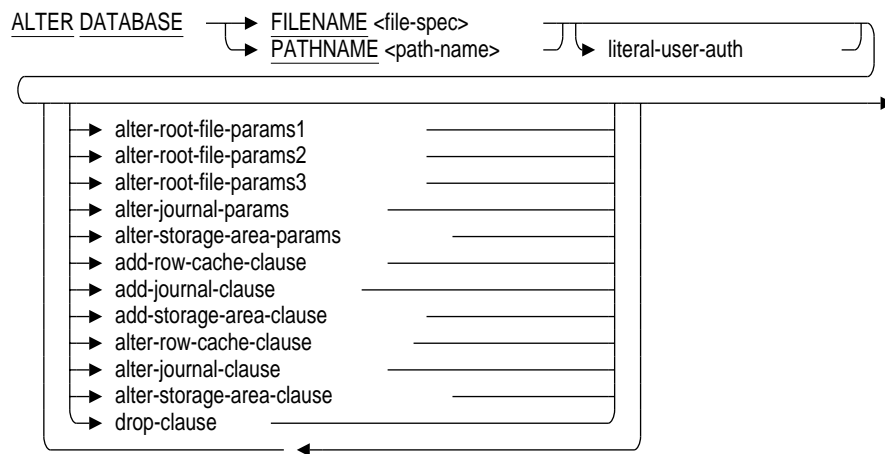 ALTER DATABASE FILENAME <file-spec>
PATHNAME <path-name> literal-user-auth
alter-root-file-params1
alter-root-file-params2
alter-root-file-params3
alter-journal-params
alter-storage-area-params
add-row-cache-clause
add-journal-clause
add-storage-area-clause
alter-row-cache-clause
alter-journal-clause
alter-storage-area-clause
drop-clause